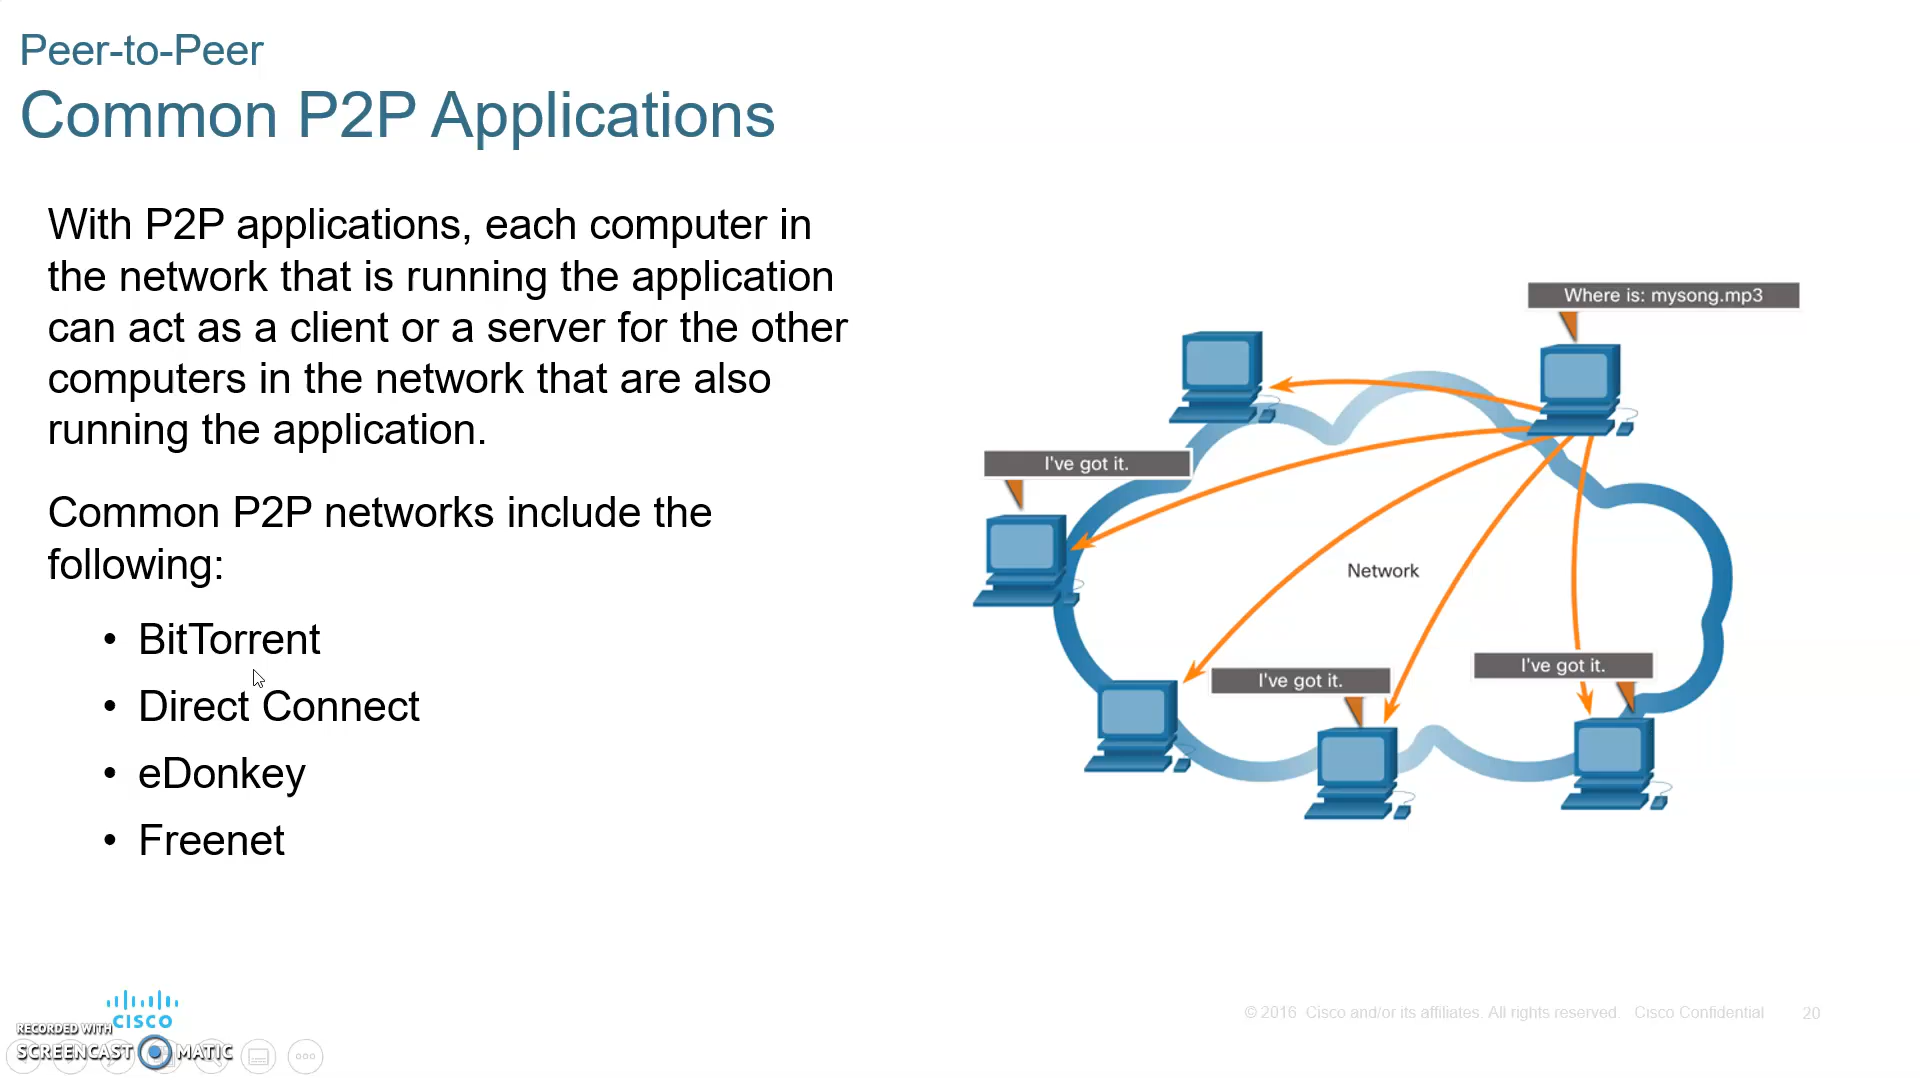 Peer-to-Peer
Common P2P Applications
With P2P applications, each computer in
the network that is running the application
can act as a client or a server for the other
computers in the network that are also
running the application.
Common P2P networks include the
following:
• BitTorrent
• Direct Connect
• eDonkey
• Freenet
Where is: mysong.mp3
I've got it.
Network
I've got it.
I've got it.
CISCO
RECORDED WITH
SCREENCAST MATIC
© 2016 Cisco and/or its affiliates. All rights reserved. Cisco Confidential
20